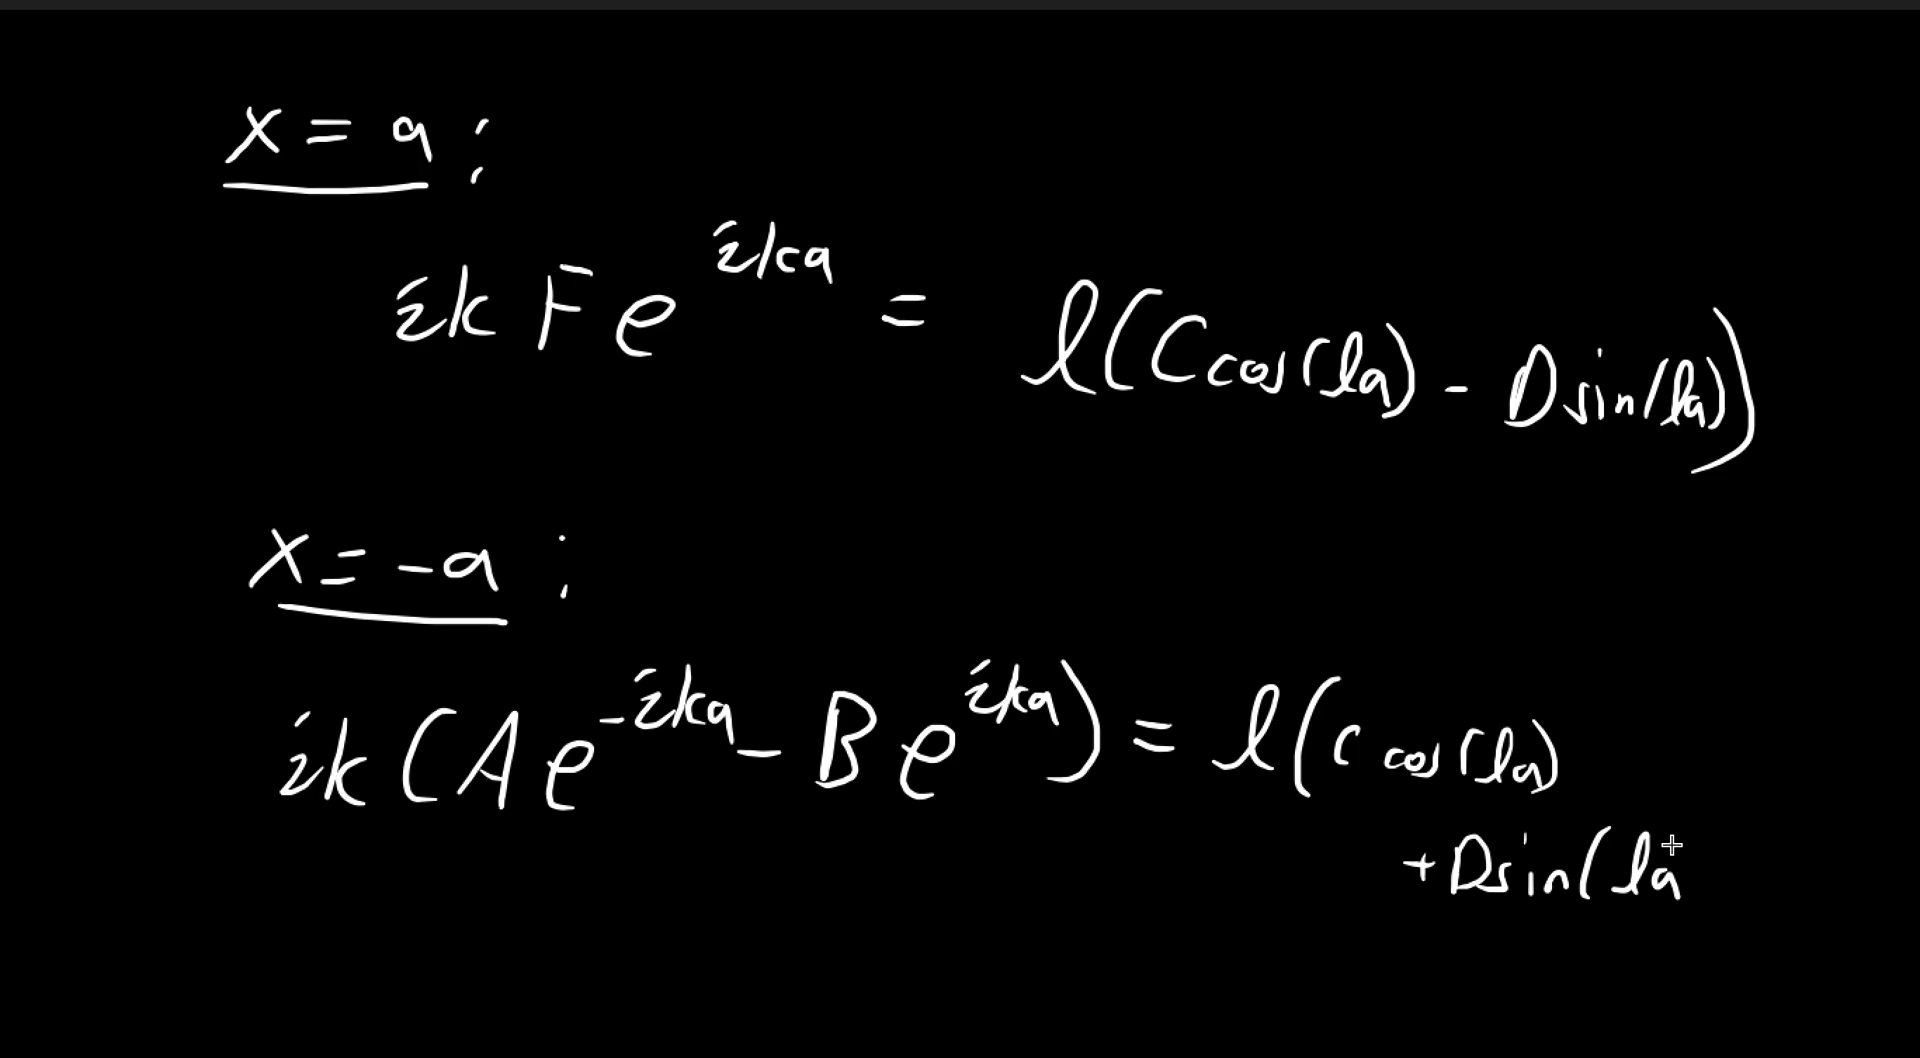 x = a :
ik F e^{ika} = l(C cos(la) - D sin(la))
x = -a :
ik(A e^{-ika} - B e^{ika}) = l(C cos(la)
+ D sin(la